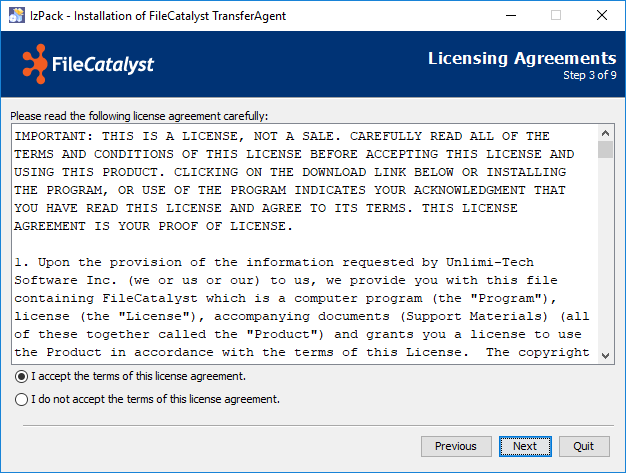 IzPack - Installation of FileCatalyst TransferAgent
FileCatalyst
Licensing Agreements
Step 3 of 9
Please read the following license agreement carefully:
IMPORTANT: THIS IS A LICENSE, NOT A SALE. CAREFULLY READ ALL OF THE
TERMS AND CONDITIONS OF THIS LICENSE BEFORE ACCEPTING THIS LICENSE AND
USING THIS PRODUCT. CLICKING ON THE DOWNLOAD LINK BELOW OR INSTALLING
THE PROGRAM, OR USE OF THE PROGRAM INDICATES YOUR ACKNOWLEDGMENT THAT
YOU HAVE READ THIS LICENSE AND AGREE TO ITS TERMS. THIS LICENSE
AGREEMENT IS YOUR PROOF OF LICENSE.
1. Upon the provision of the information requested by Unlimi-Tech
Software Inc. (we or us or our) to us, we provide you with this file
containing FileCatalyst which is a computer program (the "Program"),
license (the "License"), accompanying documents (Support Materials) (all
of these together called the "Product") and grants you a license to use
the Product in accordance with the terms of this License.  The copyright
I accept the terms of this license agreement.
I do not accept the terms of this license agreement.
Previous
Next
Quit